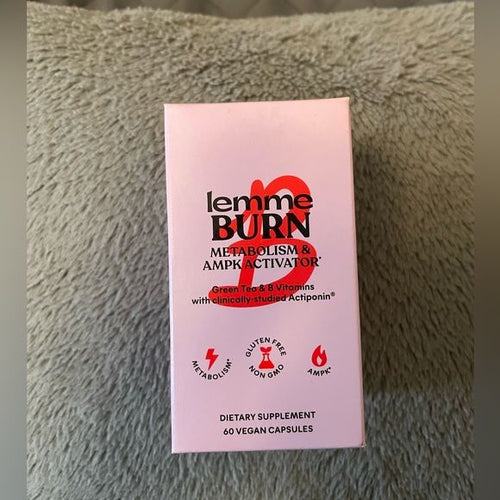 B
lemme
BURN
METABOLISM &
AMPK ACTIVATOR*
Green Tea & B Vitamins
with clinically-studied Actiponin®
METABOLISM*
GLUTEN FREE
NON GMO
AMPK*
DIETARY SUPPLEMENT
60 VEGAN CAPSULES